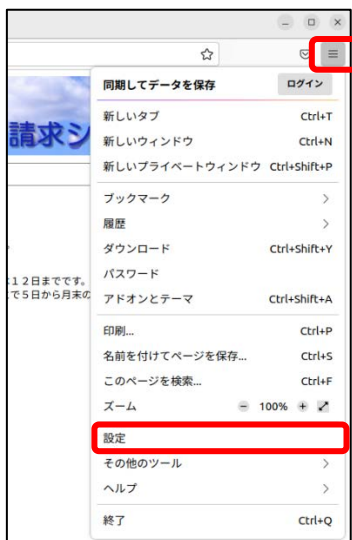 同期してデータを保存 ログイン
新しいタブ Ctrl+T
新しいウィンドウ Ctrl+N
新しいプライベートウィンドウ Ctrl+Shift+P
請求シ
ブックマーク
履歴
ダウンロード Ctrl+Shift+Y
パスワード
１２日までです。
で５日から月末の
アドオンとテーマ Ctrl+Shift+A
印刷... Ctrl+P
名前を付けてページを保存... Ctrl+S
このページを検索... Ctrl+F
ズーム － 100% +
設定
その他のツール
ヘルプ
終了 Ctrl+Q